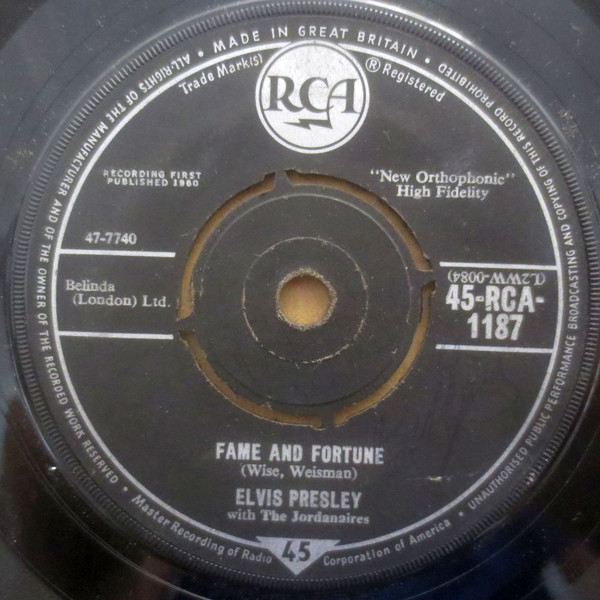 ALL RIGHTS OF THE MANUFACTURER AND OF THE OWNER OF THE RECORDED WORK RESERVED • MADE IN GREAT BRITAIN • UNAUTHORISED PUBLIC PERFORMANCE BROADCASTING AND COPYING OF THIS RECORD PROHIBITED
Trade Mark(s) ® Registered
RCA
RECORDING FIRST
PUBLISHED 1960
"New Orthophonic"
High Fidelity
47-7740
Belinda
(London) Ltd.
(L2WW-0084)
45-RCA-
1187
FAME AND FORTUNE
(Wise, Weisman)
ELVIS PRESLEY
with The Jordanaires
• Master Recording of Radio Corporation of America •
45